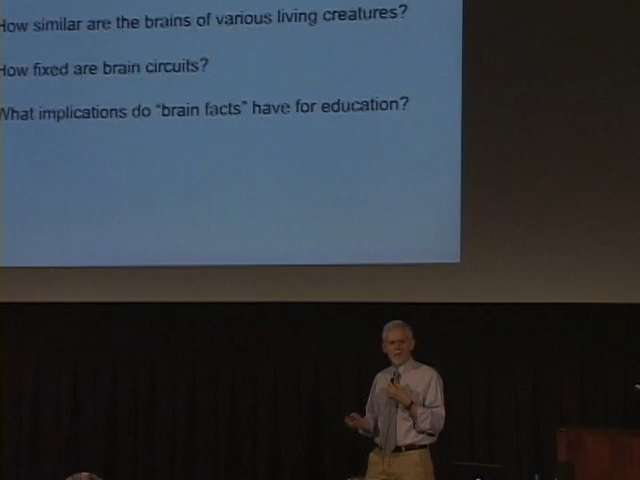 How similar are the brains of various living creatures?
How fixed are brain circuits?
What implications do “brain facts” have for education?